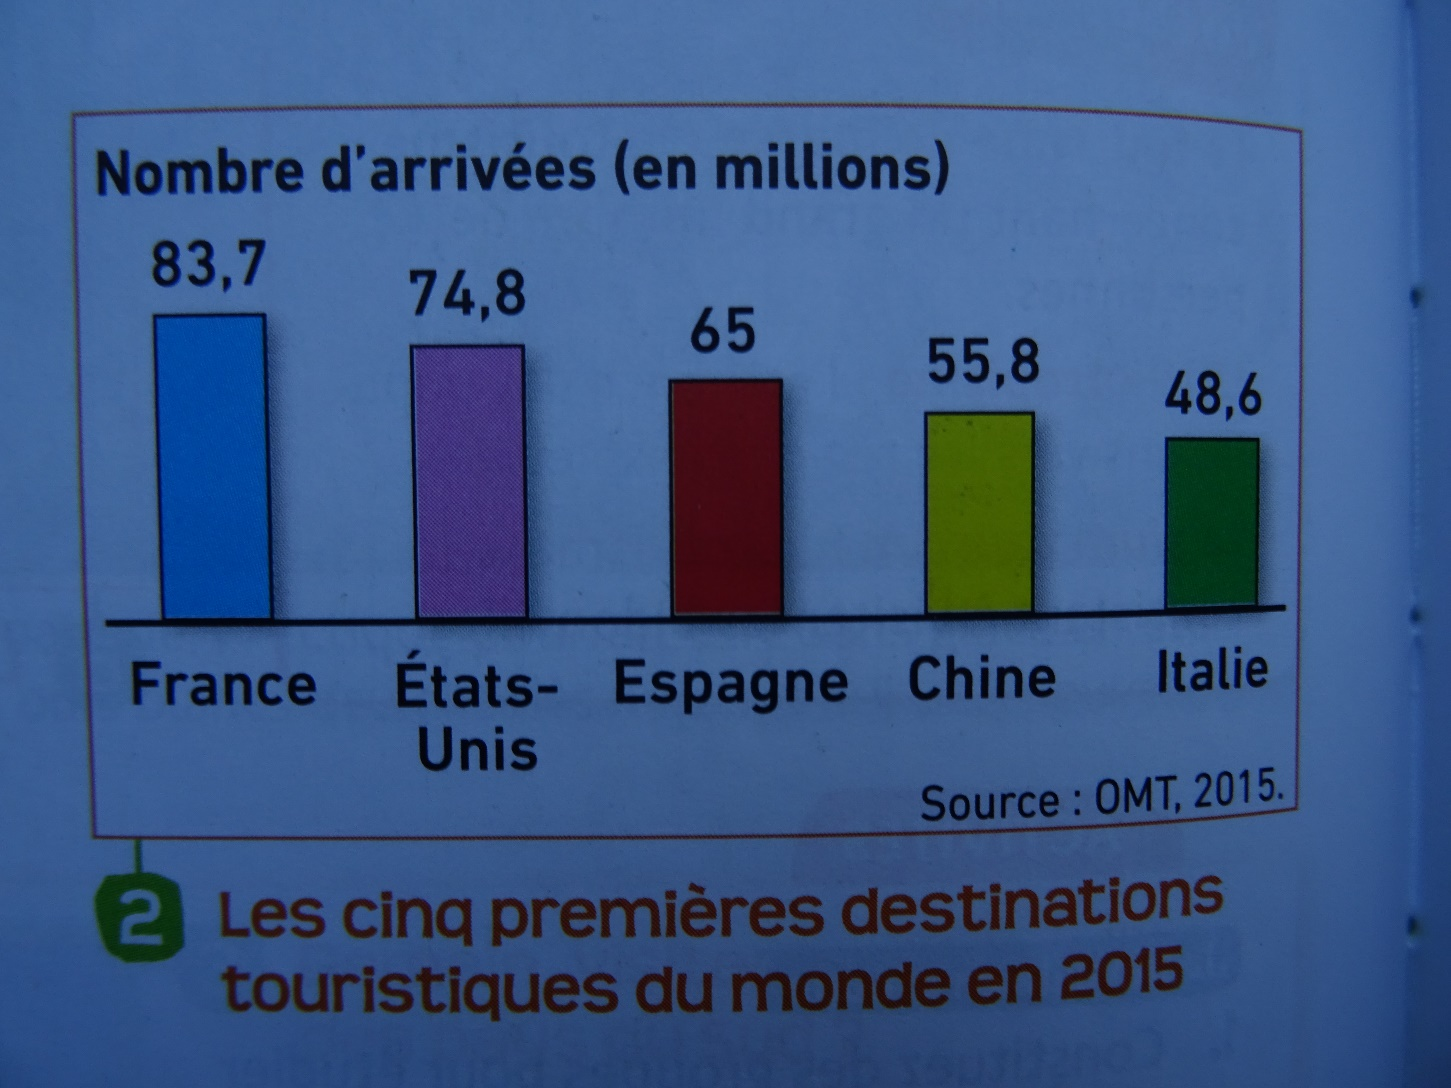 Nombre d'arrivées (en millions)
83,7
74,8
65
55,8
48,6
France
États-
Unis
Espagne
Chine
Italie
Source : OMT, 2015.
2
Les cinq premières destinations
touristiques du monde en 2015